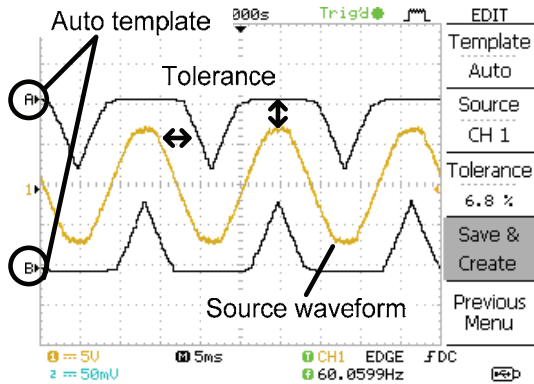 Auto template
000s
Trig'd
EDIT
Template
Auto
Source
CH 1
Tolerance
6.8 %
Save &
Create
Previous
Menu
A
Tolerance
1
B
Source waveform
1 5V
M 5ms
T CH1 EDGE DC
2 50mV
f 60.0599Hz